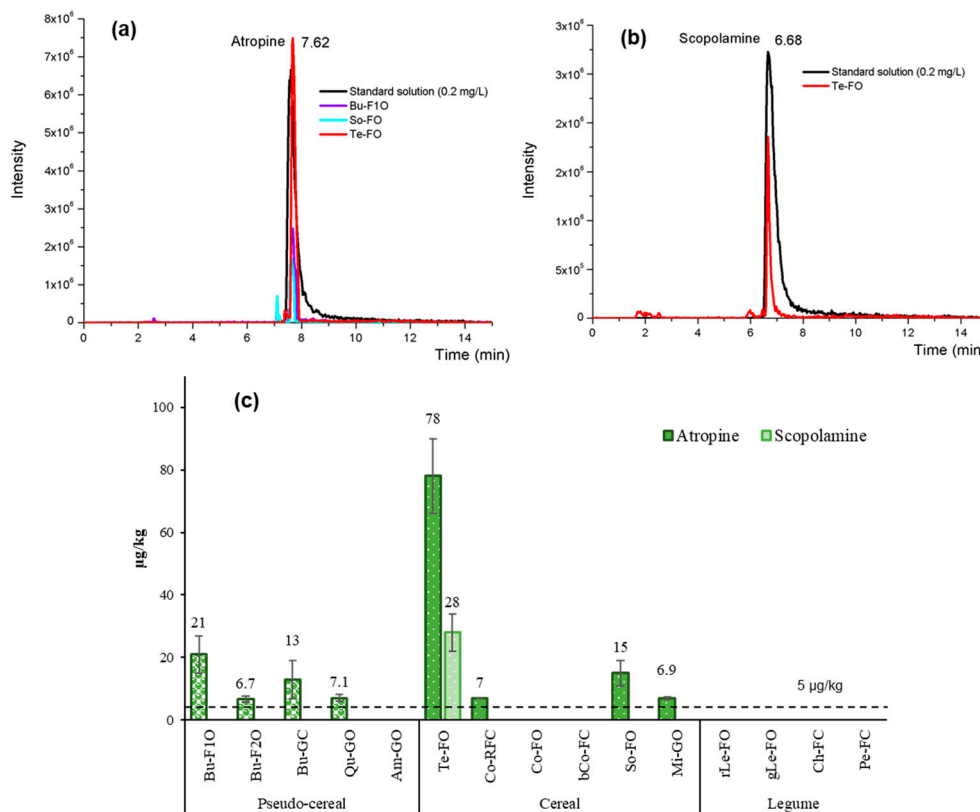 (a)
Atropine 7.62
Standard solution (0.2 mg/L)
Bu-F1O
So-FO
Te-FO
8x10⁶
7x10⁶
6x10⁶
5x10⁶
4x10⁶
3x10⁶
2x10⁶
1x10⁶
0
Intensity
0 2 4 6 8 10 12 14
Time (min)
(b)
Scopolamine 6.68
Standard solution (0.2 mg/L)
Te-FO
3x10⁶
3x10⁶
2x10⁶
2x10⁶
1x10⁶
5x10⁵
0
Intensity
0 2 4 6 8 10 12 14
Time (min)
(c)
Atropine Scopolamine
100
80
60
40
20
0
µg/kg
21
6.7
13
7.1
78
28
7
15
6.9
5 µg/kg
Bu-F1O
Bu-F2O
Bu-GC
Qu-GO
Am-GO
Te-FO
Co-RFC
Co-FO
bCo-FC
So-FO
Mi-GO
rLe-FO
gLe-FO
Ch-FC
Pe-FC
Pseudo-cereal Cereal Legume